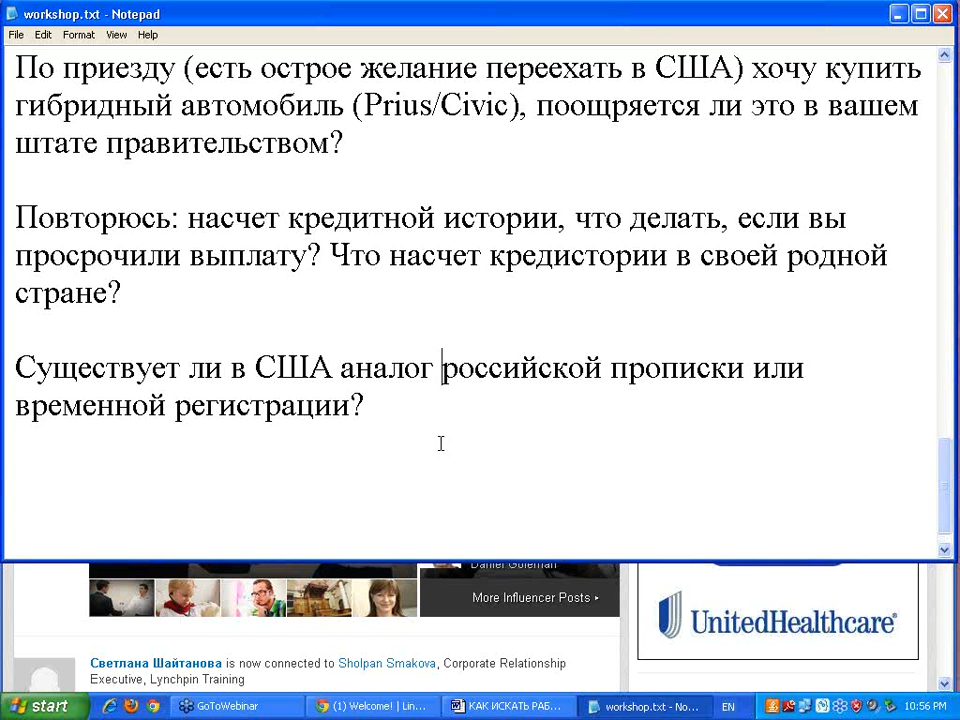 workshop.txt - Notepad
File Edit Format View Help
По приезду (есть острое желание переехать в США) хочу купить
гибридный автомобиль (Prius/Civic), поощряется ли это в вашем
штате правительством?
Повторюсь: насчет кредитной истории, что делать, если вы
просрочили выплату? Что насчет кредистории в своей родной
стране?
Существует ли в США аналог российской прописки или
временной регистрации?
Daniel Goleman
More Influencer Posts ▸
UnitedHealthcare®
Светлана Шайтанова is now connected to Sholpan Smakova, Corporate Relationship
Executive, Lynchpin Training
start GoToWebinar (1) Welcome! | Lin... КАК ИСКАТЬ РАБ... workshop.txt - No... EN 10:56 PM